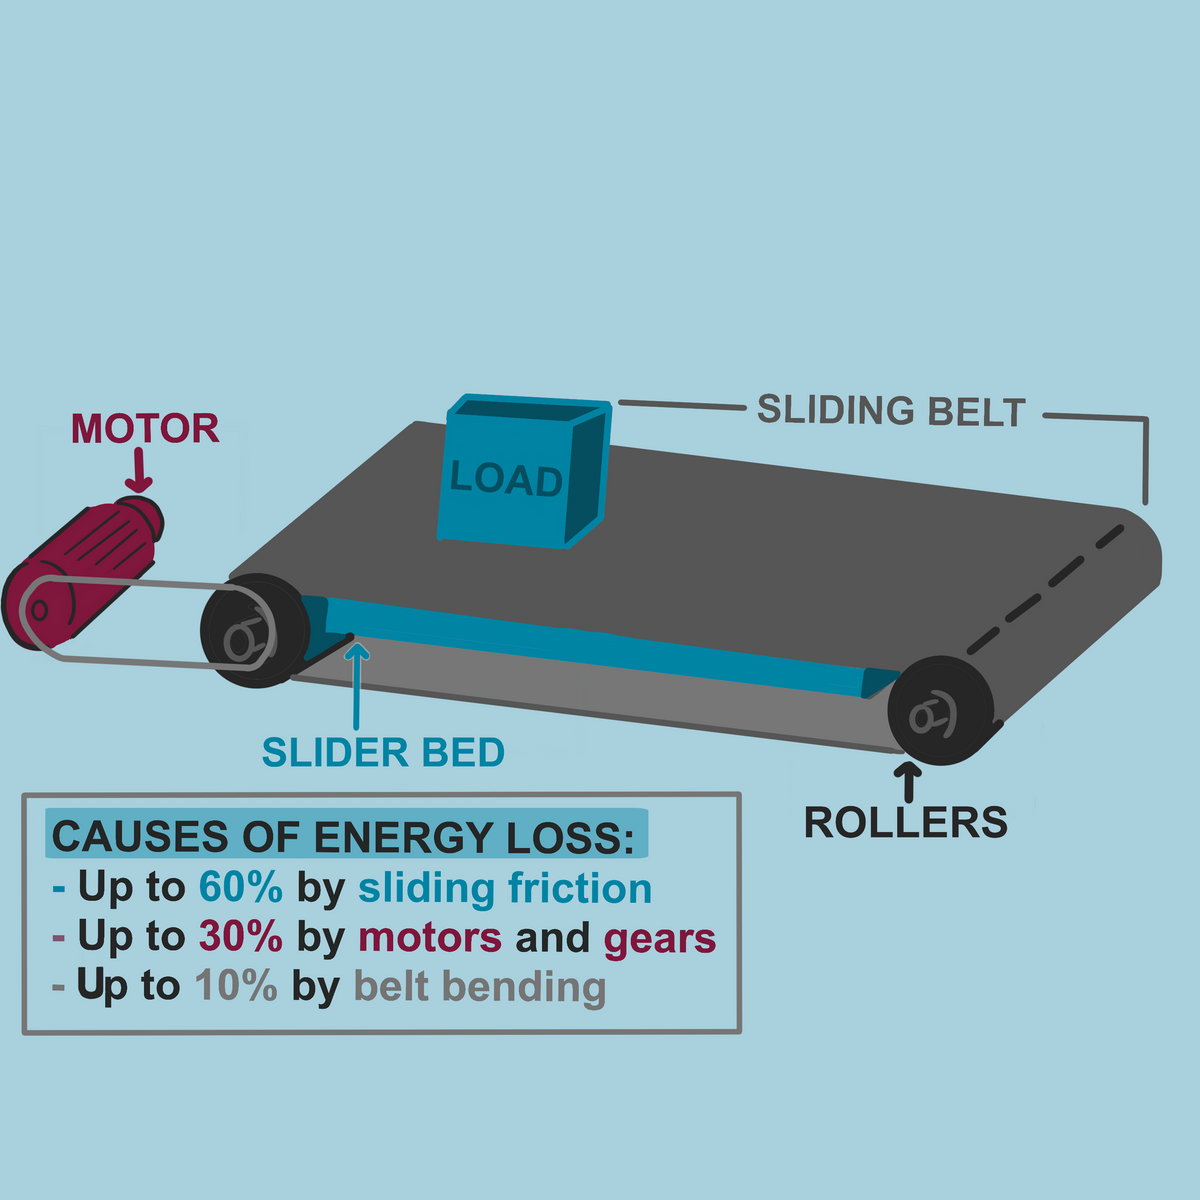 SLIDING BELT
MOTOR
LOAD
SLIDER BED
ROLLERS
CAUSES OF ENERGY LOSS:
- Up to 60% by sliding friction
- Up to 30% by motors and gears
- Up to 10% by belt bending